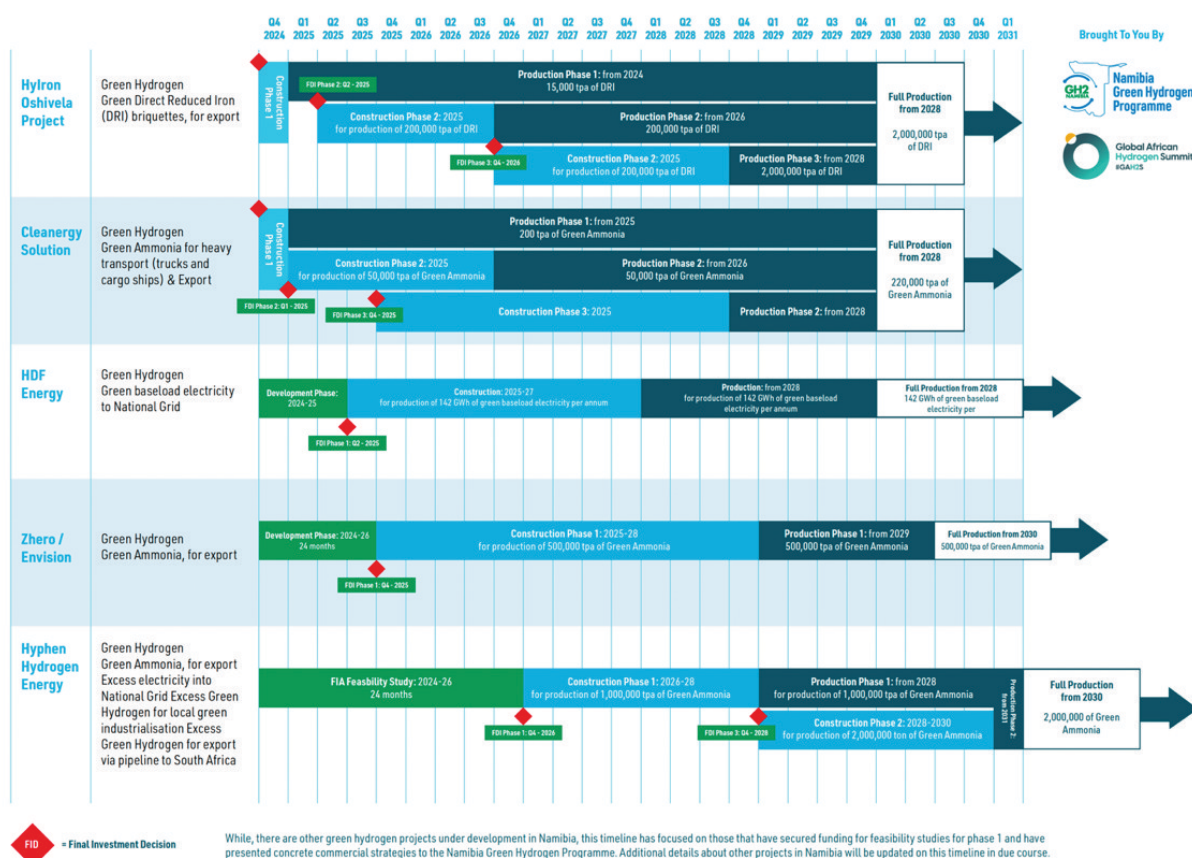 Q4 2024
Q1 2025
Q2 2025
Q3 2025
Q4 2025
Q1 2026
Q2 2026
Q3 2026
Q4 2026
Q1 2027
Q2 2027
Q3 2027
Q4 2027
Q1 2028
Q2 2028
Q3 2028
Q4 2028
Q1 2029
Q2 2029
Q3 2029
Q4 2029
Q1 2030
Q2 2030
Q3 2030
Q4 2030
Q1 2031
Brought To You By
GH2
NAMIBIA
Namibia
Green Hydrogen
Programme
Global African
Hydrogen Summit
#GAH2S
HyIron
Oshivela
Project
Green Hydrogen
Green Direct Reduced Iron
(DRI) briquettes, for export
Construction
Phase 1
FDI Phase 2: Q2 - 2025
Production Phase 1: from 2024
15,000 tpa of DRI
Construction Phase 2: 2025
for production of 200,000 tpa of DRI
Production Phase 2: from 2026
200,000 tpa of DRI
FDI Phase 3: Q4 - 2026
Construction Phase 2: 2025
for production of 200,000 tpa of DRI
Production Phase 3: from 2028
2,000,000 tpa of DRI
Full Production
from 2028
2,000,000 tpa
of DRI
Cleanergy
Solution
Green Hydrogen
Green Ammonia for heavy
transport (trucks and
cargo ships) & Export
Construction
Phase 1
Production Phase 1: from 2025
200 tpa of Green Ammonia
Construction Phase 2: 2025
for production of 50,000 tpa of Green Ammonia
Production Phase 2: from 2026
50,000 tpa of Green Ammonia
FDI Phase 2: Q1 - 2025
FDI Phase 3: Q4 - 2025
Construction Phase 3: 2025
Production Phase 2: from 2028
Full Production
from 2028
220,000 tpa of
Green Ammonia
HDF
Energy
Green Hydrogen
Green baseload electricity
to National Grid
Development Phase:
2024-25
FDI Phase 1: Q2 - 2025
Construction: 2025-27
for production of 142 GWh of green baseload electricity per annum
Production: from 2028
for production of 142 GWh of green baseload
electricity per annum
Full Production from 2028
142 GWh of green baseload
electricity per
Zhero /
Envision
Green Hydrogen
Green Ammonia, for export
Development Phase: 2024-26
24 months
FDI Phase 1: Q4 - 2025
Construction Phase 1: 2025-28
for production of 500,000 tpa of Green Ammonia
Production Phase 1: from 2029
500,000 tpa of Green Ammonia
Full Production from 2030
500,000 tpa of Green Ammonia
Hyphen
Hydrogen
Energy
Green Hydrogen
Green Ammonia, for export
Excess electricity into
National Grid Excess Green
Hydrogen for local green
industrialisation Excess
Green Hydrogen for export
via pipeline to South Africa
FIA Feasbility Study: 2024-26
24 months
FDI Phase 1: Q4 - 2026
Construction Phase 1: 2026-28
for production of 1,000,000 tpa of Green Ammonia
Production Phase 1: from 2028
for production of 1,000,000 tpa of Green Ammonia
FDI Phase 3: Q4 - 2028
Construction Phase 2: 2028-2030
for production of 2,000,000 ton of Green Ammonia
Production Phase 2:
from 2031
Full Production
from 2030
2,000,000 of Green
Ammonia
FID
= Final Investment Decision
While, there are other green hydrogen projects under development in Namibia, this timeline has focused on those that have secured funding for feasibility studies for phase 1 and have
presented concrete commercial strategies to the Namibia Green Hydrogen Programme. Additional details about other projects in Namibia will be updated on this timeline in due course.